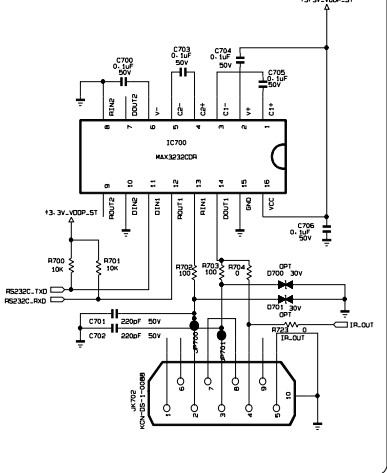 +3.3V_VDDP_ST
C700
0.1uF
50V
C703
0.1uF
50V
C704
0.1uF
50V
C705
0.1uF
50V
RIN2
DOUT2
V-
C2-
C2+
C1-
V+
C1+
8
7
6
5
4
3
2
1
IC700
MAX3232CDR
9
10
11
12
13
14
15
16
ROUT2
DIN2
DIN1
ROUT1
RIN1
DOUT1
GND
VCC
+3.3V_VDDP_ST
C706
0.1uF
50V
R700
10K
R701
10K
R702
100
R703
100
R704
0
OPT
D700 30V
D701 30V
OPT
RS232C_TXD
RS232C_RXD
C701 220pF 50V
C702 220pF 50V
JP700
JP701
R723 0
IR_OUT
IR_OUT
JK702
KCN-DS-1-0088
6
7
8
9
1
2
3
4
5
10